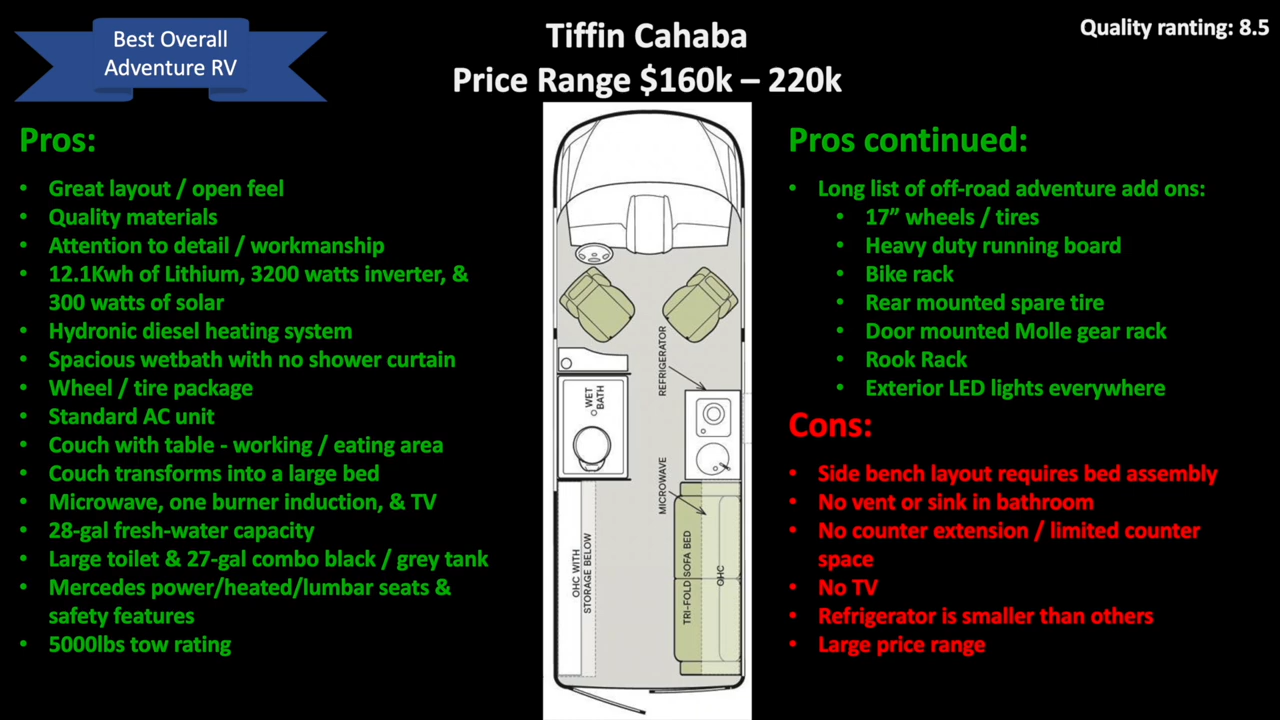 Best Overall
Adventure RV
Tiffin Cahaba
Price Range $160k – 220k
Quality ranting: 8.5
Pros:
• Great layout / open feel
• Quality materials
• Attention to detail / workmanship
• 12.1Kwh of Lithium, 3200 watts inverter, &
300 watts of solar
• Hydronic diesel heating system
• Spacious wetbath with no shower curtain
• Wheel / tire package
• Standard AC unit
• Couch with table - working / eating area
• Couch transforms into a large bed
• Microwave, one burner induction, & TV
• 28-gal fresh-water capacity
• Large toilet & 27-gal combo black / grey tank
• Mercedes power/heated/lumbar seats &
safety features
• 5000lbs tow rating
REFRIGERATOR
WET
BATH
MICROWAVE
OHC WITH
STORAGE BELOW
TRI-FOLD SOFA BED
OHC
Pros continued:
• Long list of off-road adventure add ons:
• 17” wheels / tires
• Heavy duty running board
• Bike rack
• Rear mounted spare tire
• Door mounted Molle gear rack
• Rook Rack
• Exterior LED lights everywhere
Cons:
• Side bench layout requires bed assembly
• No vent or sink in bathroom
• No counter extension / limited counter
space
• No TV
• Refrigerator is smaller than others
• Large price range